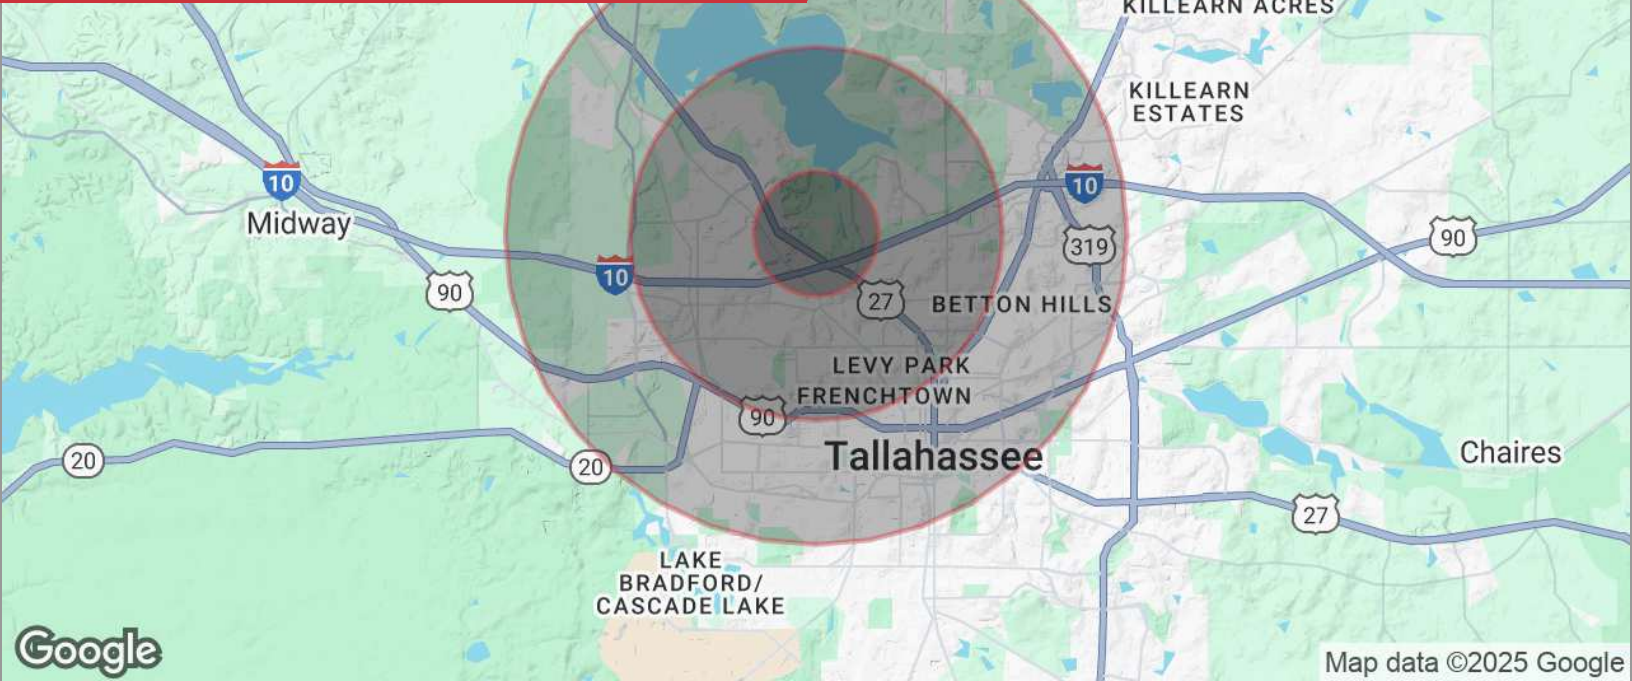 KILLEARN ACRES
KILLEARN
ESTATES
10
10
Midway
319
90
10
90
27
BETTON HILLS
LEVY PARK
FRENCHTOWN
90
Tallahassee
20
20
Chaires
27
LAKE
BRADFORD/
CASCADE LAKE
Google
Map data ©2025 Google